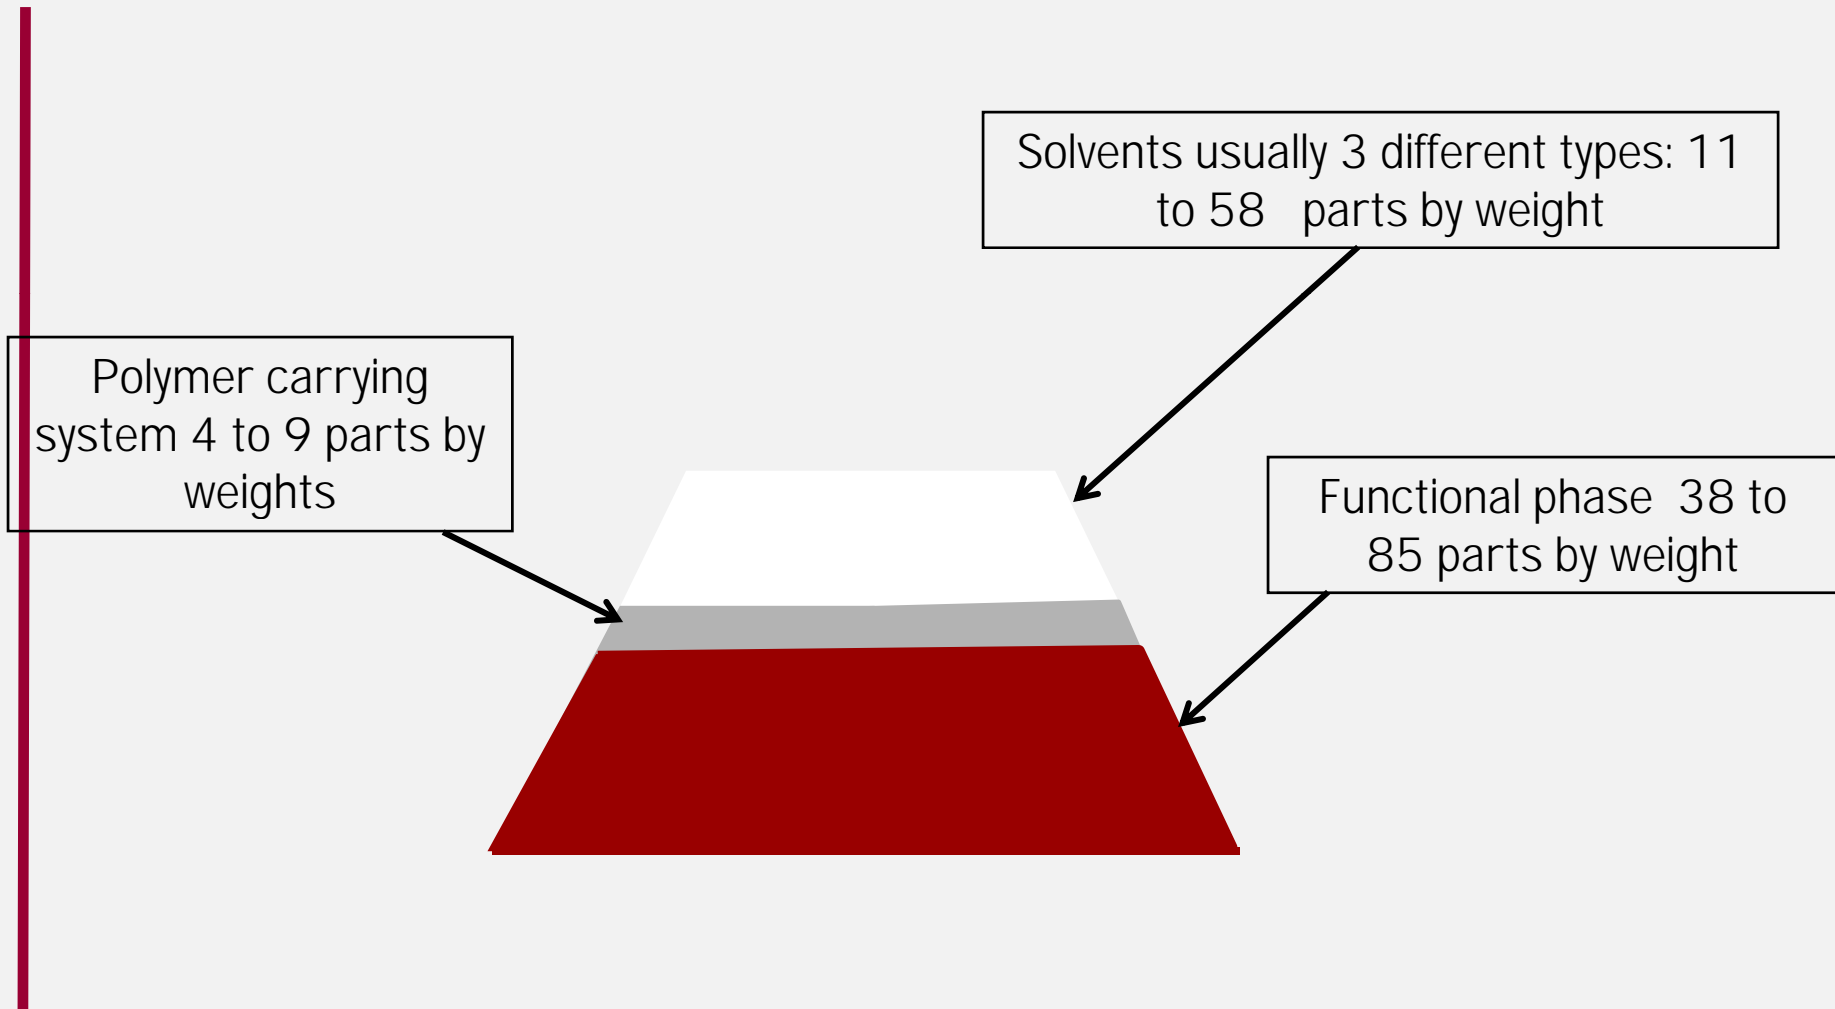 Solvents usually 3 different types: 11
to 58 parts by weight
Polymer carrying
system 4 to 9 parts by
weights
Functional phase 38 to
85 parts by weight